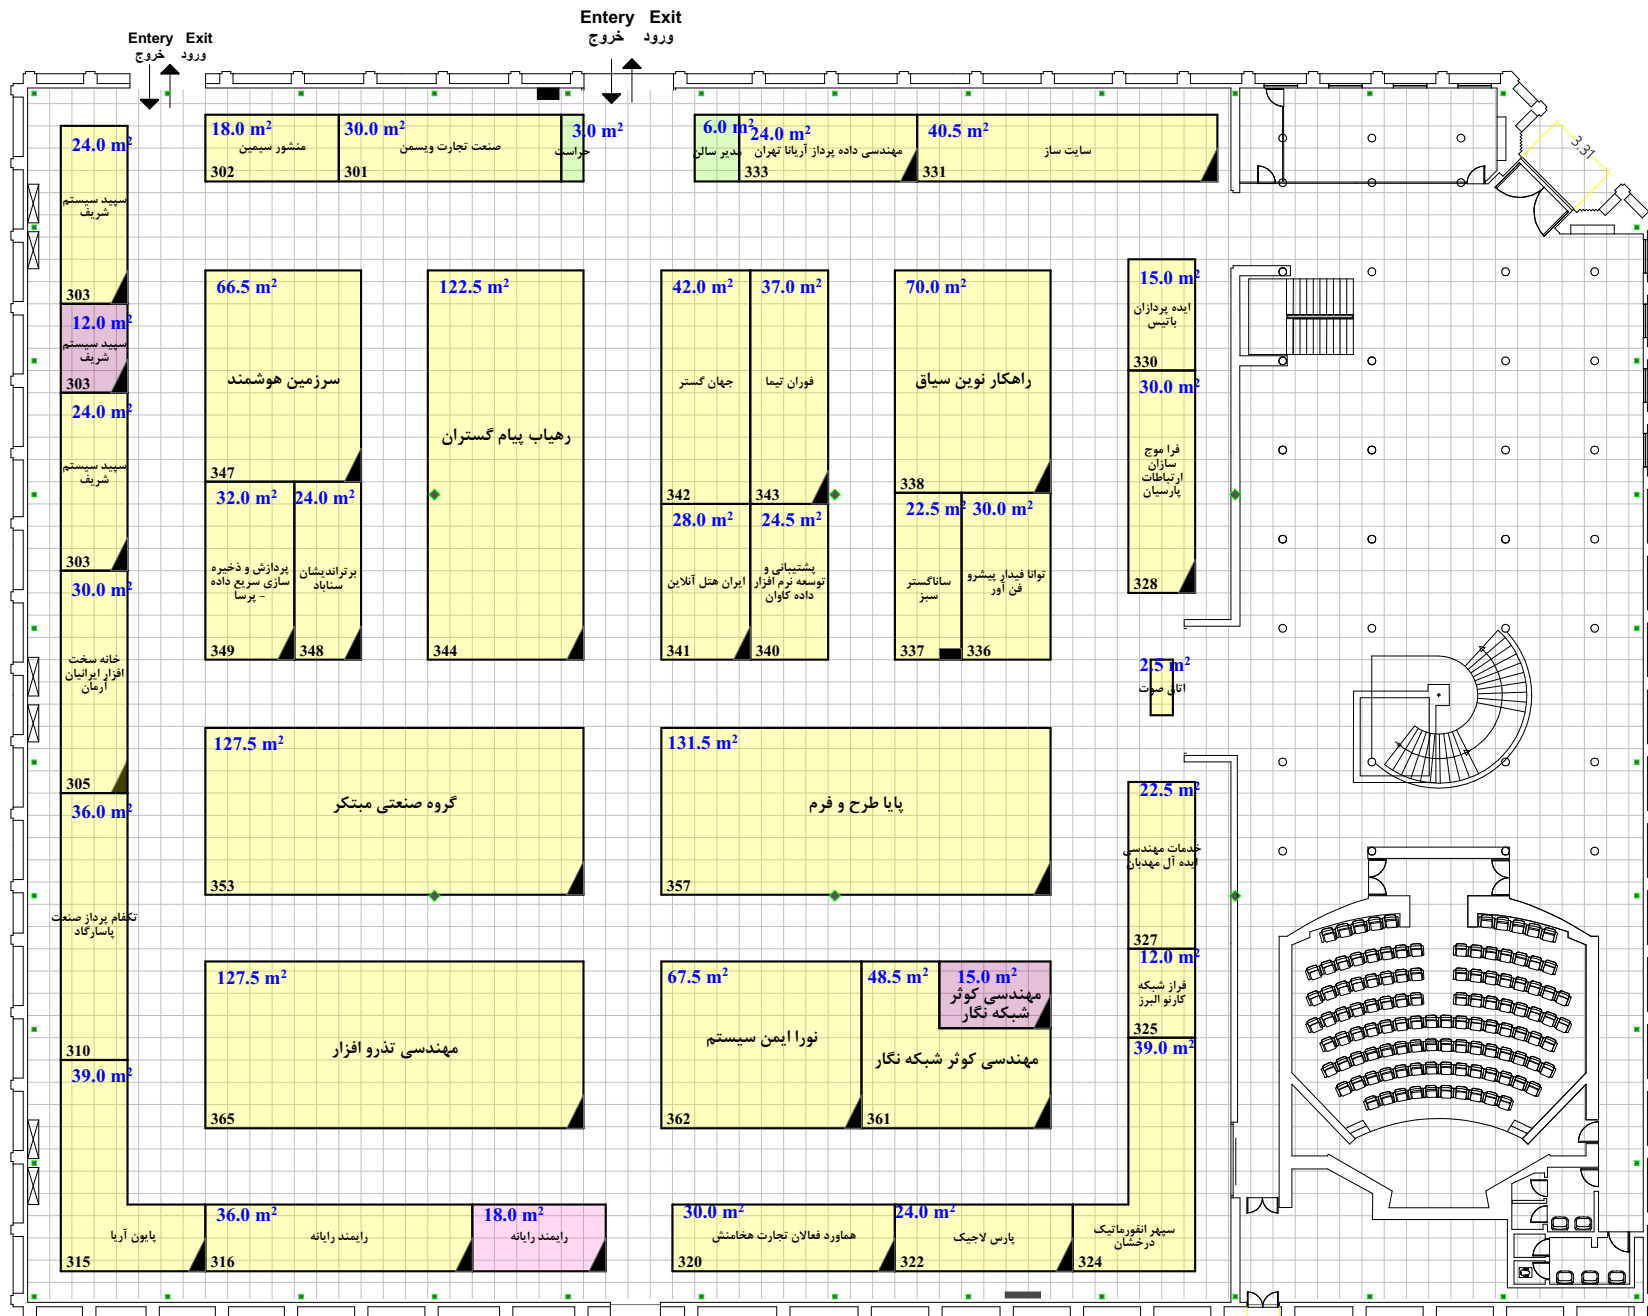 Entery Exit
خروج ورود
Entery Exit
خروج ورود
24.0 m²
سپید سیستم
شریف
303
12.0 m²
سپید سیستم
شریف
303
24.0 m²
سپید سیستم
شریف
303
30.0 m²
خانه سخت
افزار ایرانیان
آرمان
305
36.0 m²
تکفام پرداز صنعت
پاسارگاد
310
39.0 m²
پایون آریا
315
18.0 m²
منشور سیمین
302
30.0 m²
صنعت تجارت ویسمن
301
3.0 m²
حراست
6.0 m²
مدیر سالن
24.0 m²
مهندسی داده پرداز آریانا تهران
333
40.5 m²
سایت ساز
331
3.31
66.5 m²
سرزمین هوشمند
347
122.5 m²
رهیاب پیام گستران
344
42.0 m²
جهان گستر
342
37.0 m²
فوران تیما
343
70.0 m²
راهکار نوین سیاق
338
15.0 m²
ایده پردازان
باتیس
330
30.0 m²
فرا موج
سازان
ارتباطات
پارسیان
328
32.0 m²
پردازش و ذخیره
سازی سریع داده
- پرسا
349
24.0 m²
برتراندیشان
سناباد
348
28.0 m²
ایران هتل آنلاین
341
24.5 m²
پشتیبانی و
توسعه نرم افزار
داده کاوان
340
22.5 m²
ساناگستر
سبز
337
30.0 m²
توانا فیدار پیشرو
فن آور
336
2.5 m²
اتاق صوت
127.5 m²
گروه صنعتی مبتکر
353
131.5 m²
پایا طرح و فرم
357
22.5 m²
خدمات مهندسی
ایده آل مهدبان
327
12.0 m²
فراز شبکه
کارنو البرز
325
127.5 m²
مهندسی تذرو افزار
365
67.5 m²
نورا ایمن سیستم
362
48.5 m²
مهندسی کوثر شبکه نگار
361
15.0 m²
مهندسی کوثر
شبکه نگار
39.0 m²
سپهر انفورماتیک
درخشان
324
36.0 m²
رایمند رایانه
316
18.0 m²
رایمند رایانه
30.0 m²
هماورد فعالان تجارت هخامنش
320
24.0 m²
پارس لاجیک
322